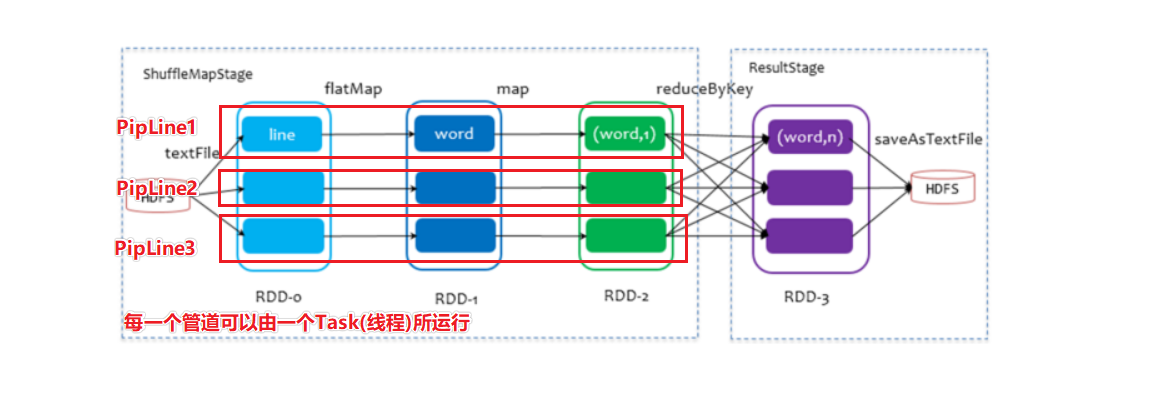 ShuffleMapStage
ResultStage
flatMap
map
reduceByKey
PipLine1
line
word
(word,1)
(word,n)
saveAsTextFile
textFile
PipLine2
HDFS
HDFS
PipLine3
RDD-0
RDD-1
RDD-2
RDD-3
每一个管道可以由一个Task(线程)所运行